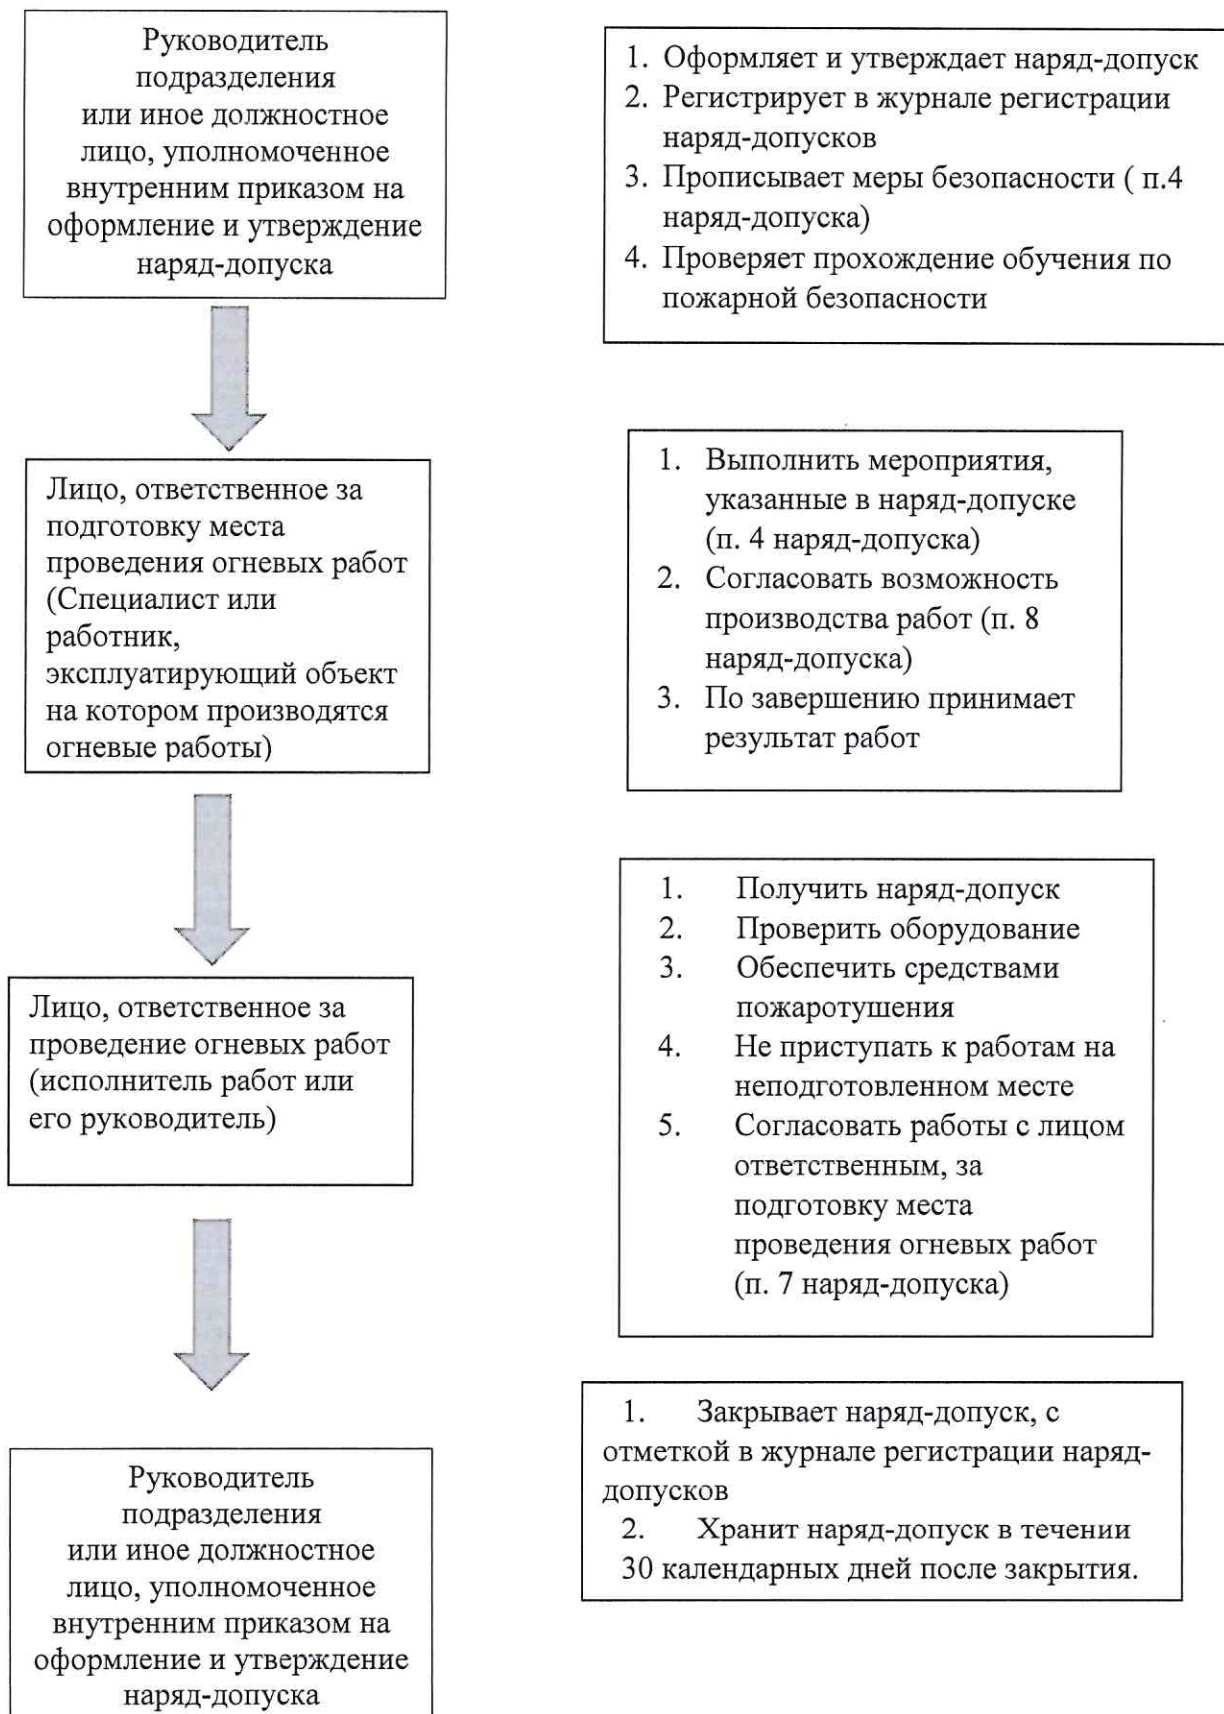 Руководитель
подразделения
или иное должностное
лицо, уполномоченное
внутренним приказом на
оформление и утверждение
наряд-допуска
1. Оформляет и утверждает наряд-допуск
2. Регистрирует в журнале регистрации
наряд-допусков
3. Прописывает меры безопасности ( п.4
наряд-допуска)
4. Проверяет прохождение обучения по
пожарной безопасности
Лицо, ответственное за
подготовку места
проведения огневых работ
(Специалист или
работник,
эксплуатирующий объект
на котором производятся
огневые работы)
1. Выполнить мероприятия,
указанные в наряд-допуске
(п. 4 наряд-допуска)
2. Согласовать возможность
производства работ (п. 8
наряд-допуска)
3. По завершению принимает
результат работ
Лицо, ответственное за
проведение огневых работ
(исполнитель работ или
его руководитель)
1. Получить наряд-допуск
2. Проверить оборудование
3. Обеспечить средствами
пожаротушения
4. Не приступать к работам на
неподготовленном месте
5. Согласовать работы с лицом
ответственным, за
подготовку места
проведения огневых работ
(п. 7 наряд-допуска)
Руководитель
подразделения
или иное должностное
лицо, уполномоченное
внутренним приказом на
оформление и утверждение
наряд-допуска
1. Закрывает наряд-допуск, с
отметкой в журнале регистрации наряд-
допусков
2. Хранит наряд-допуск в течении
30 календарных дней после закрытия.